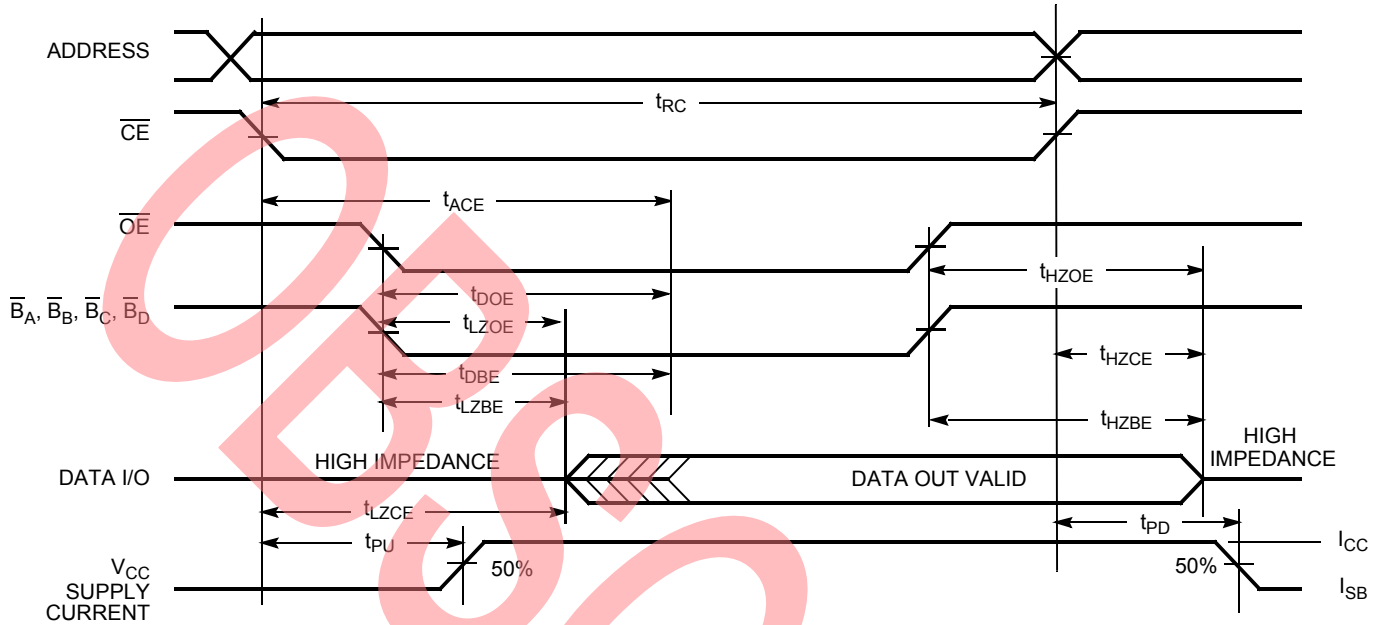 ADDRESS
tRC
CE
tACE
OE
tHZOE
tDOE
BA, BB, BC, BD
tLZOE
tHZCE
tDBE
tLZBE
tHZBE
HIGH IMPEDANCE
HIGH
IMPEDANCE
DATA I/O
DATA OUT VALID
tLZCE
tPD
tPU
ICC
VCC
SUPPLY
CURRENT
50%
50%
ISB
OBSO